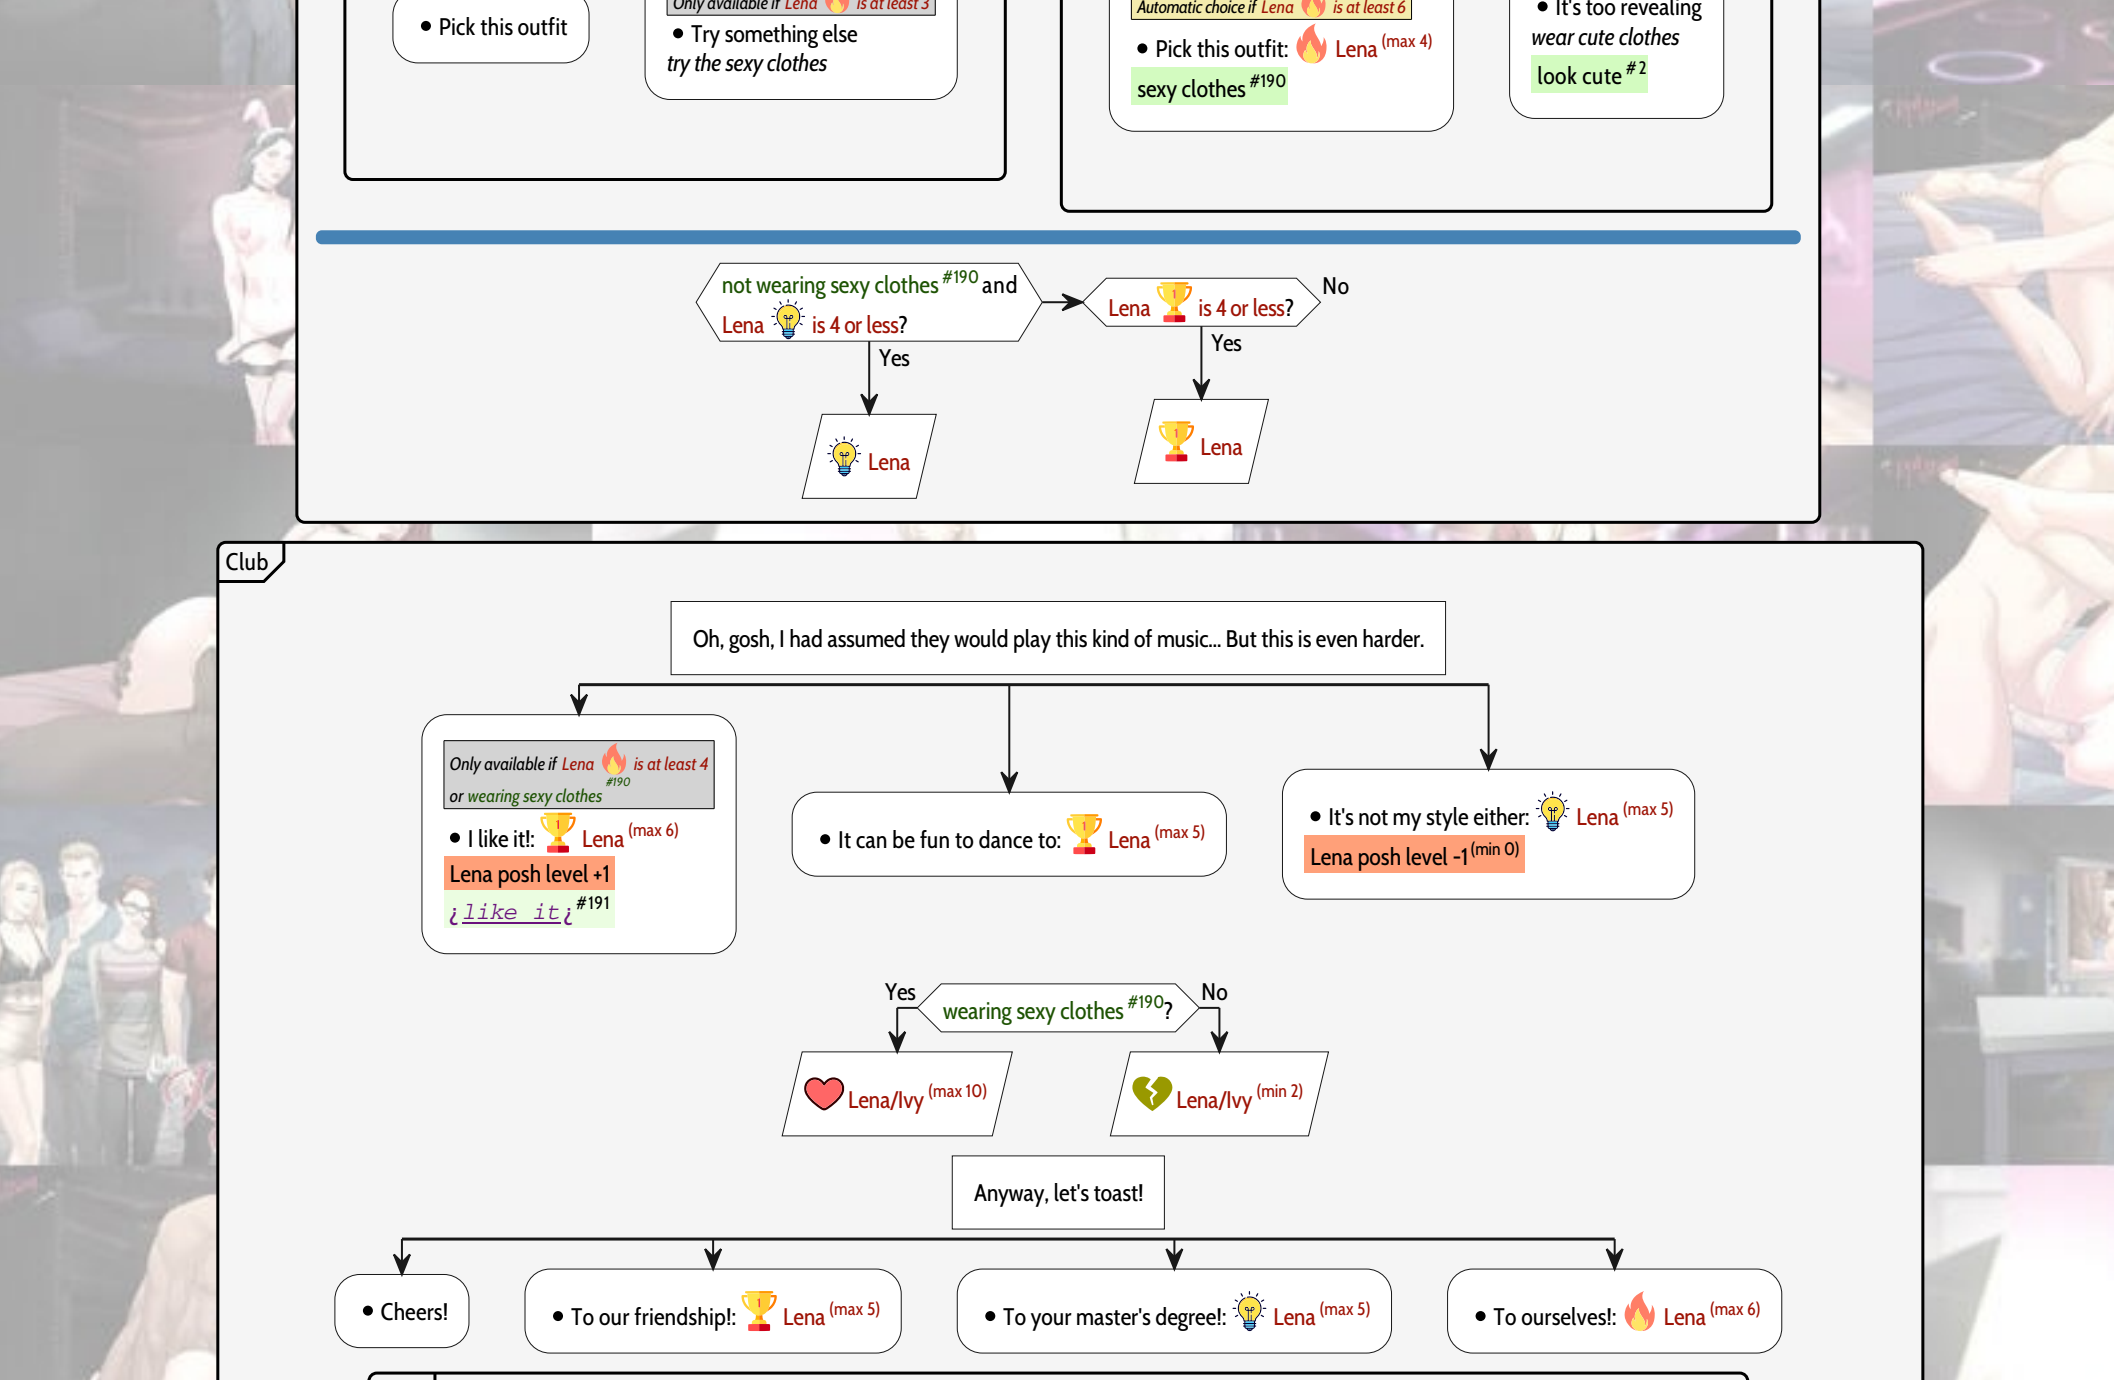 Only available if Lena is at least 3
• Pick this outfit
• Try something else
try the sexy clothes
Automatic choice if Lena is at least 6
• Pick this outfit: Lena (max 4)
sexy clothes #190
• It's too revealing
wear cute clothes
look cute #2
not wearing sexy clothes #190 and
Lena is 4 or less?
Lena 1 is 4 or less?
No
Yes
Yes
Lena
1 Lena
Club
Oh, gosh, I had assumed they would play this kind of music... But this is even harder.
Only available if Lena is at least 4
or wearing sexy clothes #190
• I like it!: 1 Lena (max 6)
Lena posh level +1
¿like it¿ #191
• It can be fun to dance to: 1 Lena (max 5)
• It's not my style either: Lena (max 5)
Lena posh level -1 (min 0)
Yes
wearing sexy clothes #190?
No
Lena/Ivy (max 10)
Lena/Ivy (min 2)
Anyway, let's toast!
• Cheers!
• To our friendship!: 1 Lena (max 5)
• To your master's degree!: Lena (max 5)
• To ourselves!: Lena (max 6)